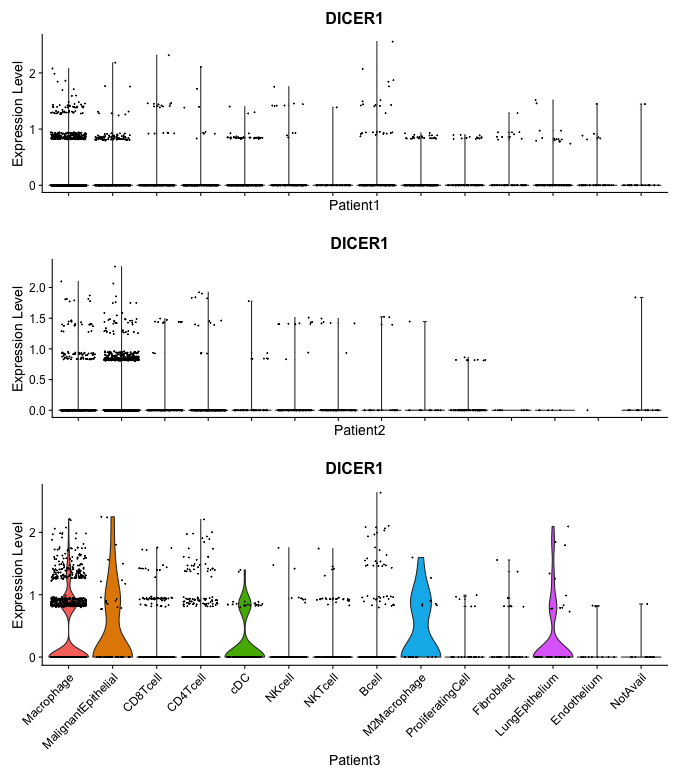 DICER1
Expression Level
2
1
0
Patient1
DICER1
Expression Level
2.0
1.5
1.0
0.5
0.0
Patient2
DICER1
Expression Level
2
1
0
Macrophage
MalignantEpithelial
CD8Tcell
CD4Tcell
cDC
NKcell
NKTcell
Bcell
M2Macrophage
ProliferatingCell
Fibroblast
LungEpithelium
Endothelium
NotAvail
Patient3